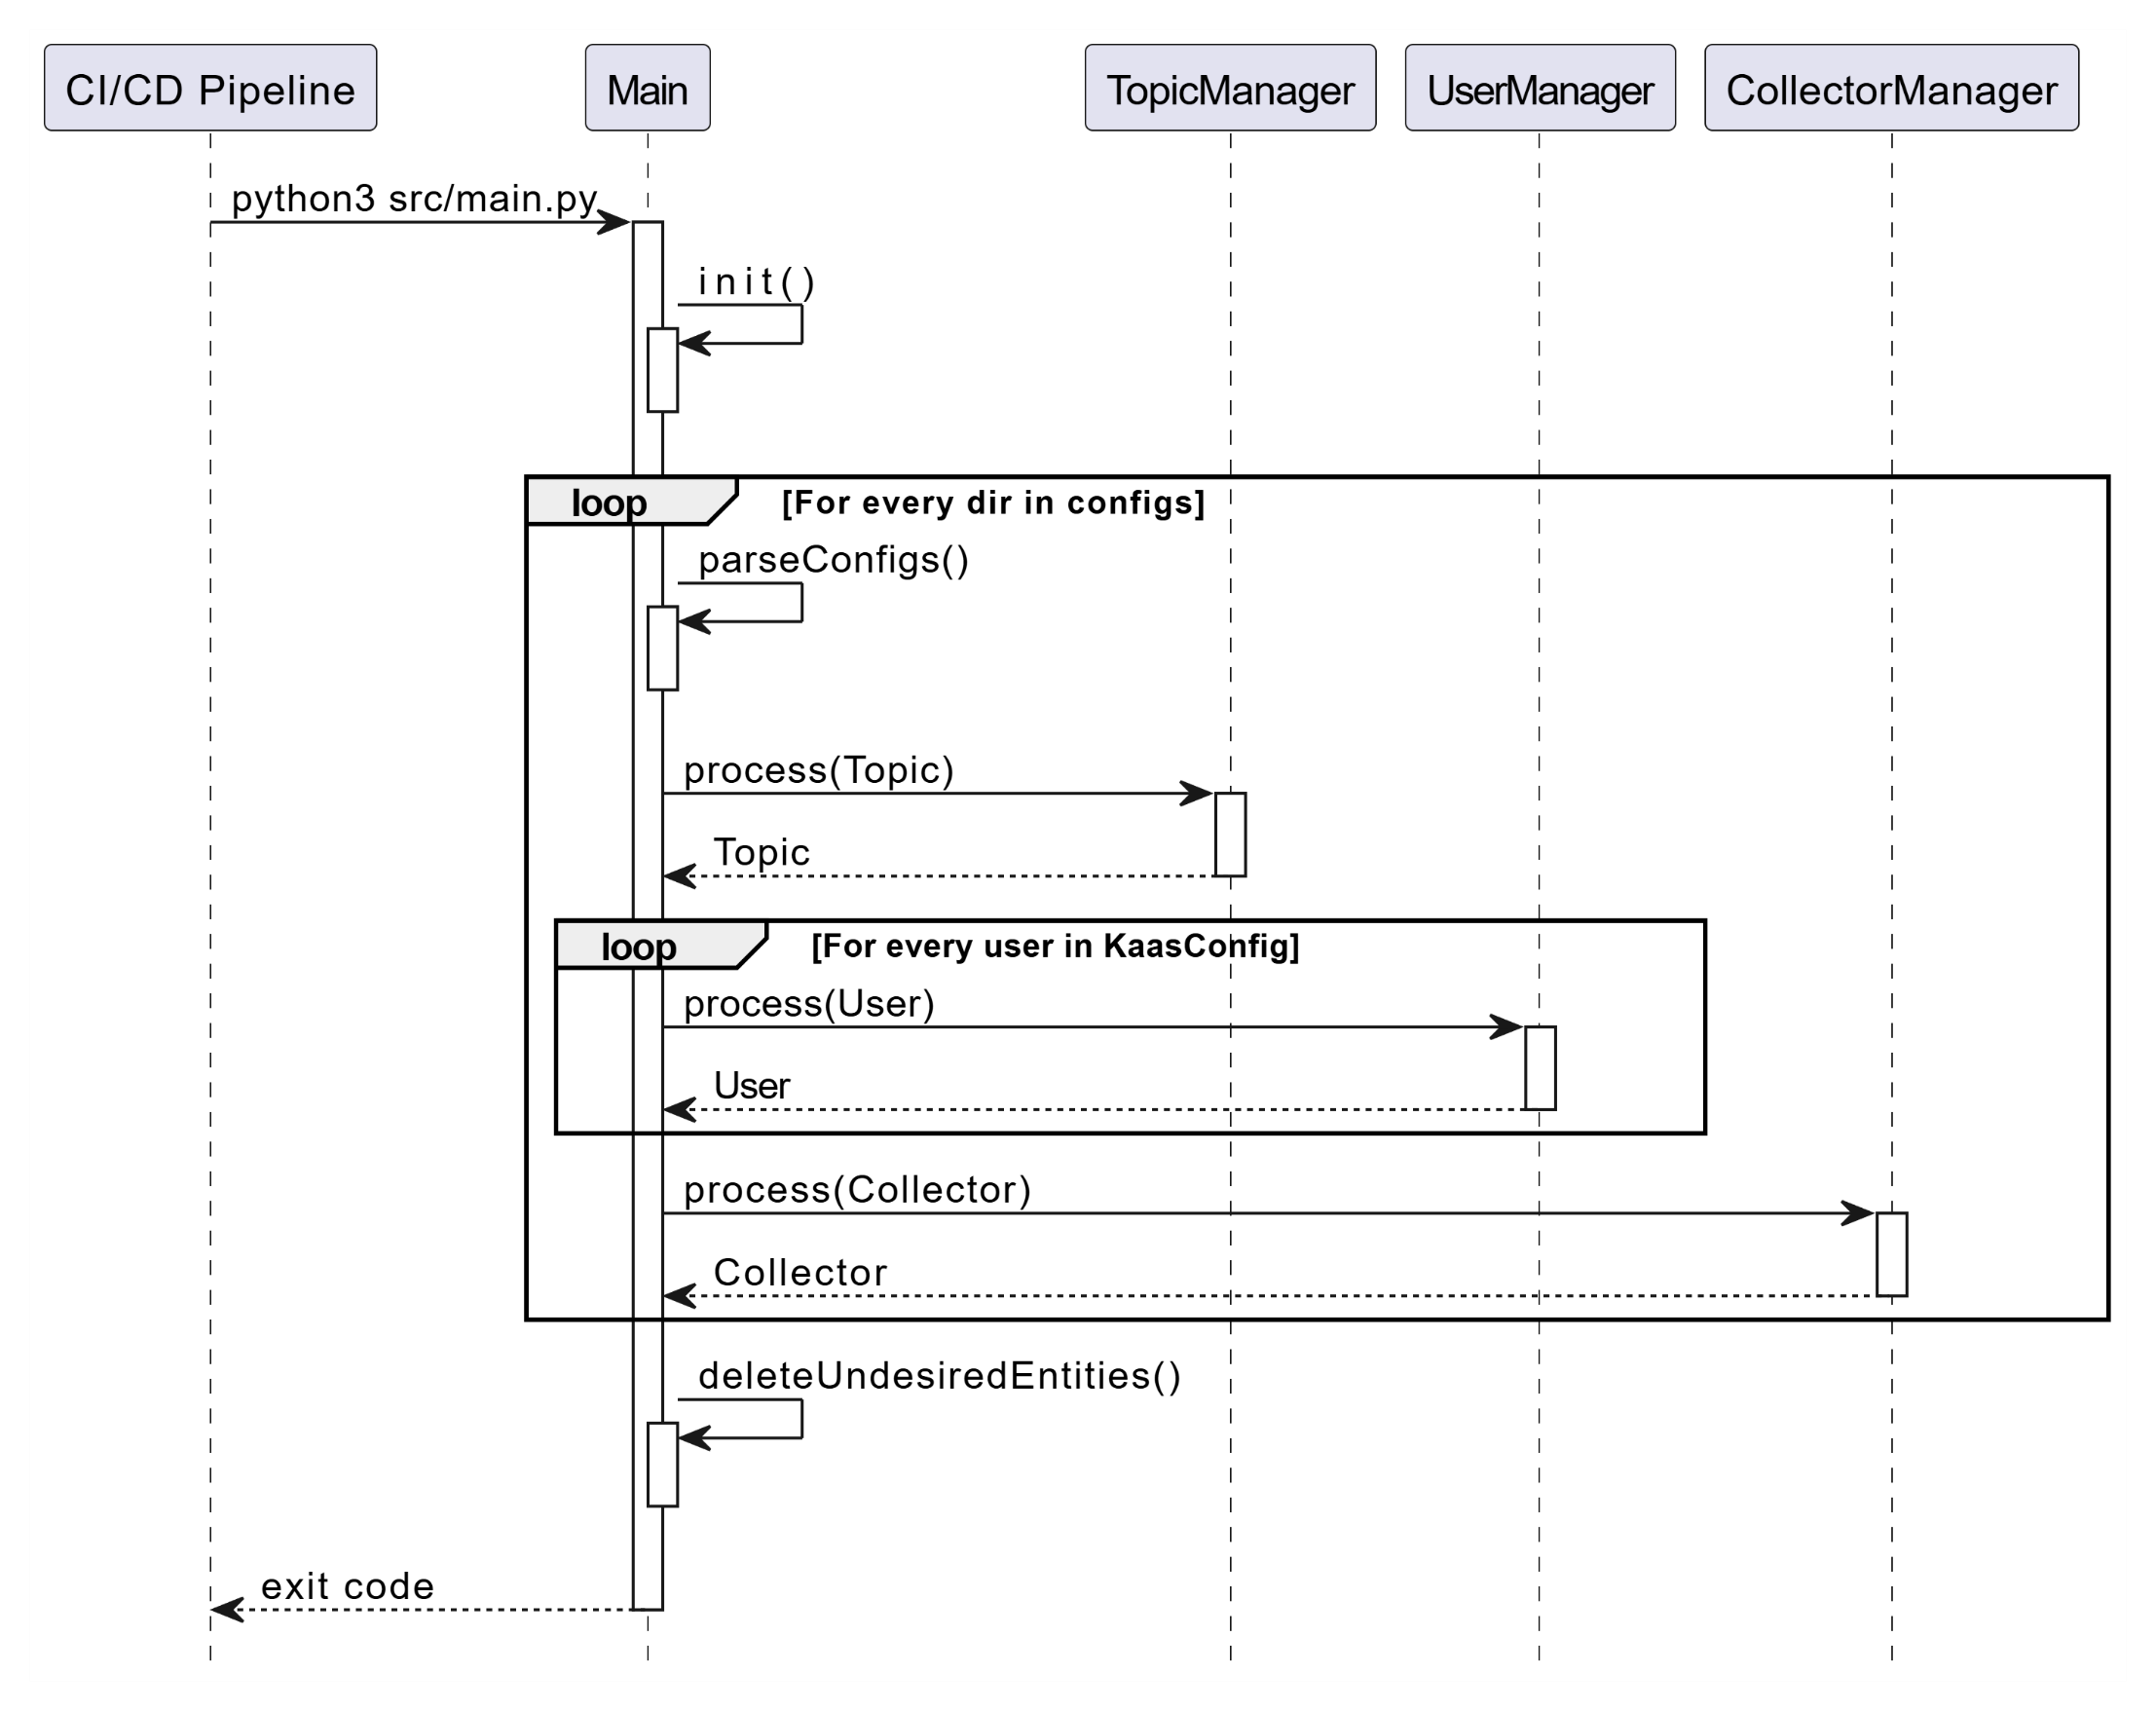 CI/CD Pipeline
Main
TopicManager
UserManager
CollectorManager
python3 src/main.py
init()
loop
[For every dir in configs]
parseConfigs()
process(Topic)
Topic
loop
[For every user in KaasConfig]
process(User)
User
process(Collector)
Collector
deleteUndesiredEntities()
exit code